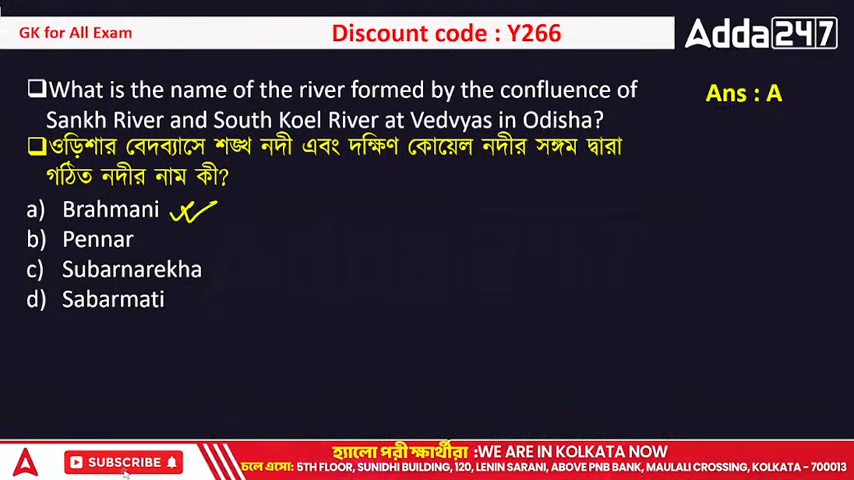 GK for All Exam
Discount code : Y266
Adda247
❑What is the name of the river formed by the confluence of
Sankh River and South Koel River at Vedvyas in Odisha?
Ans : A
❑ওড়িশার বেদব্যাসে শঙ্খ নদী এবং দক্ষিণ কোয়েল নদীর সঙ্গম দ্বারা
গঠিত নদীর নাম কী?
a) Brahmani
b) Pennar
c) Subarnarekha
d) Sabarmati
SUBSCRIBE
হ্যালো পরীক্ষার্থীরা :WE ARE IN KOLKATA NOW
চলে এসো: 5TH FLOOR, SUNIDHI BUILDING, 120, LENIN SARANI, ABOVE PNB BANK, MAULALI CROSSING, KOLKATA - 700013